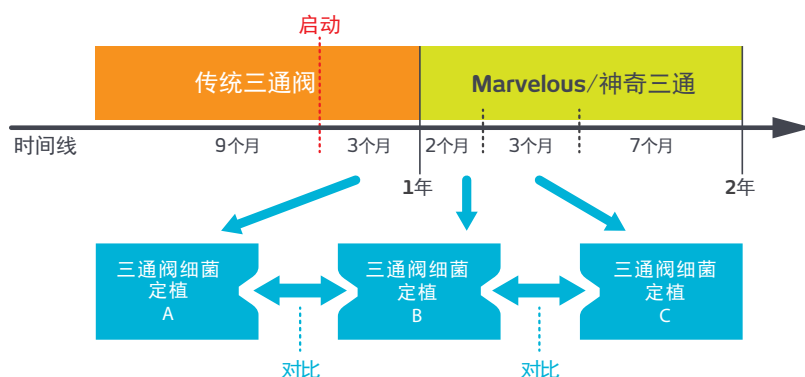 启动
传统三通阀
Marvelous/神奇三通
时间线
9个月
3个月
2个月
3个月
7个月
1年
2年
三通阀细菌
定植
A
三通阀细菌
定植
B
三通阀细菌
定植
C
对比
对比